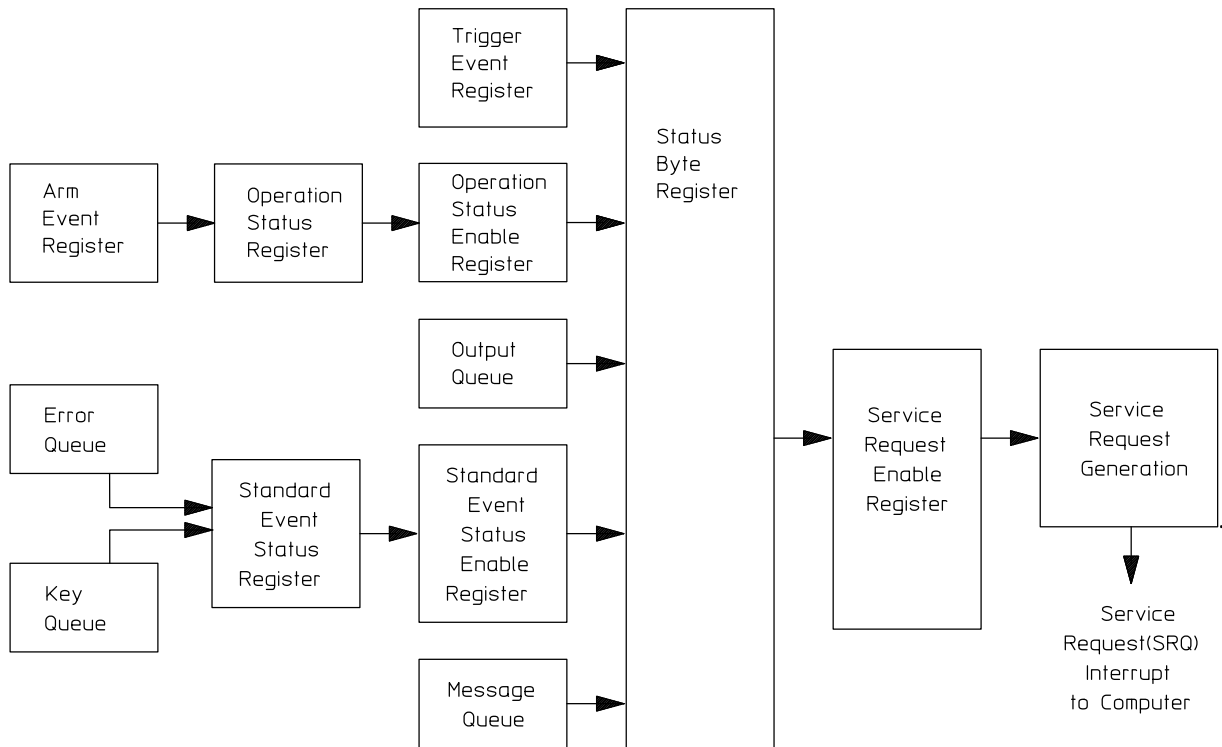 Trigger
Event
Register
Status
Byte
Register
Arm
Event
Register
Operation
Status
Register
Operation
Status
Enable
Register
Output
Queue
Error
Queue
Key
Queue
Standard
Event
Status
Register
Standard
Event
Status
Enable
Register
Message
Queue
Service
Request
Enable
Register
Service
Request
Generation
Service
Request(SRQ)
Interrupt
to Computer